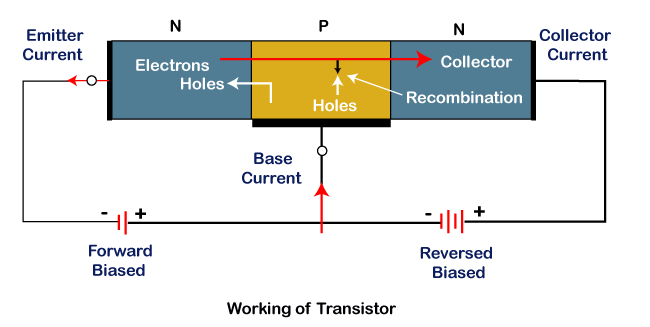 N
P
N
Emitter
Current
Collector
Current
Electrons
Holes
Collector
Holes
Recombination
Base
Current
- +
- +
Forward
Biased
Reversed
Biased
Working of Transistor